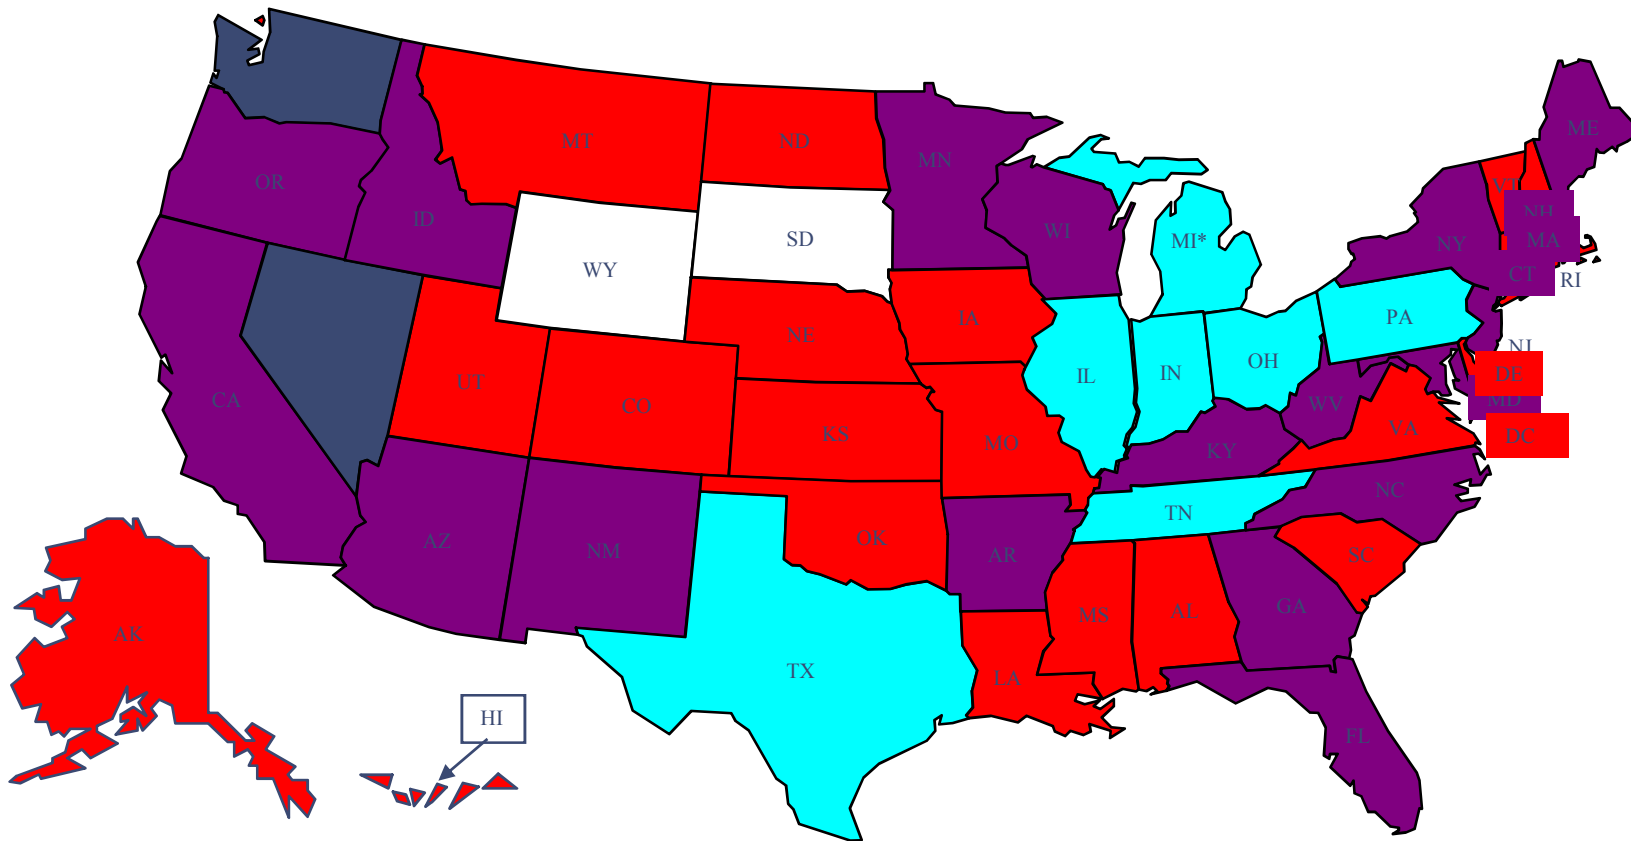 ME
MT
ND
MN
OR
VT
ID
NH
WI
SD
MI*
NY
MA
WY
CT
RI
IA
PA
NE
NJ
OH
UT
IL
IN
DE
CA
CO
WV
MD
KS
VA
DC
MO
KY
NC
TN
AZ
NM
OK
AR
SC
MS
AL
GA
AK
TX
LA
HI
FL